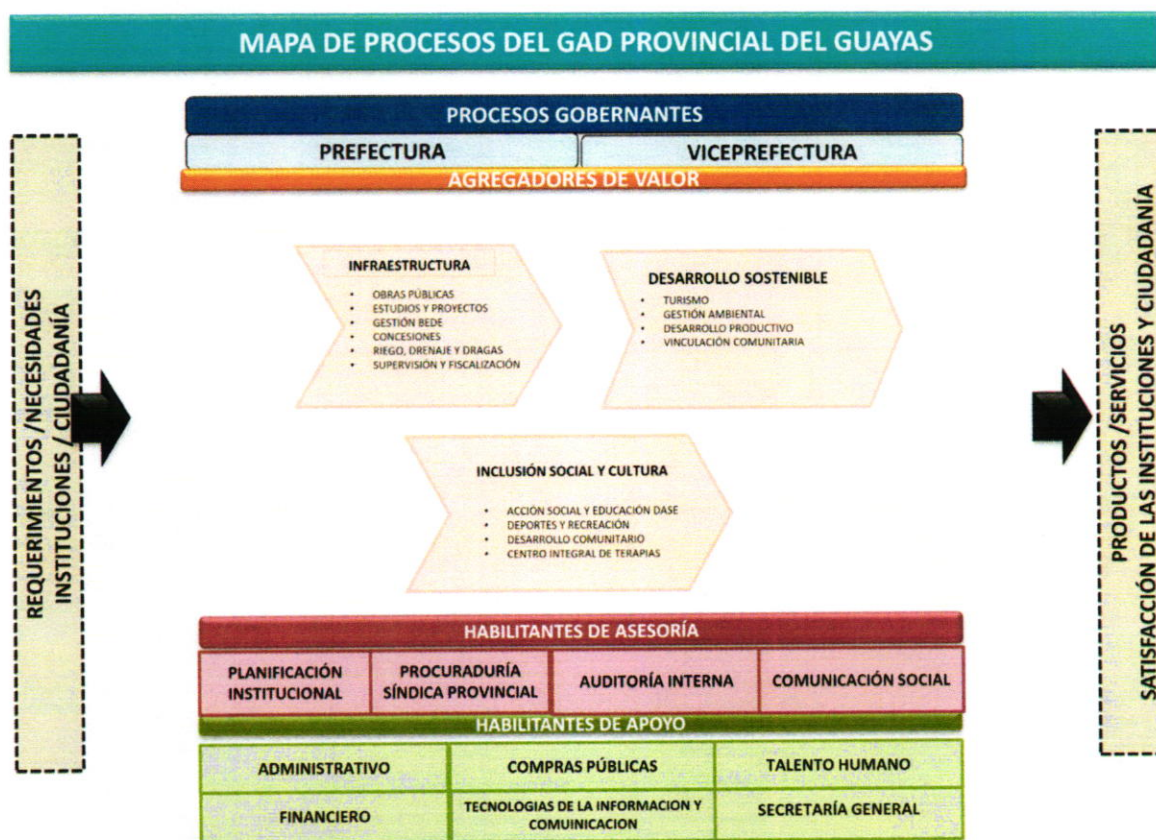 MAPA DE PROCESOS DEL GAD PROVINCIAL DEL GUAYAS
REQUERIMIENTOS /NECESIDADES
INSTITUCIONES / CIUDADANÍA
PROCESOS GOBERNANTES
PREFECTURA
VICEPREFECTURA
AGREGADORES DE VALOR
INFRAESTRUCTURA
• OBRAS PÚBLICAS
• ESTUDIOS Y PROYECTOS
• GESTIÓN BEDE
• CONCESIONES
• RIEGO, DRENAJE Y DRAGAS
• SUPERVISIÓN Y FISCALIZACIÓN
DESARROLLO SOSTENIBLE
• TURISMO
• GESTIÓN AMBIENTAL
• DESARROLLO PRODUCTIVO
• VINCULACIÓN COMUNITARIA
INCLUSIÓN SOCIAL Y CULTURA
• ACCIÓN SOCIAL Y EDUCACIÓN DASE
• DEPORTES Y RECREACIÓN
• DESARROLLO COMUNITARIO
• CENTRO INTEGRAL DE TERAPIAS
HABILITANTES DE ASESORÍA
PLANIFICACIÓN
INSTITUCIONAL
PROCURADURÍA
SÍNDICA PROVINCIAL
AUDITORÍA INTERNA
COMUNICACIÓN SOCIAL
HABILITANTES DE APOYO
ADMINISTRATIVO
COMPRAS PÚBLICAS
TALENTO HUMANO
FINANCIERO
TECNOLOGIAS DE LA INFORMACION Y
COMUINICACION
SECRETARÍA GENERAL
PRODUCTOS /SERVICIOS
SATISFACCIÓN DE LAS INSTITUCIONES Y CIUDADANÍA